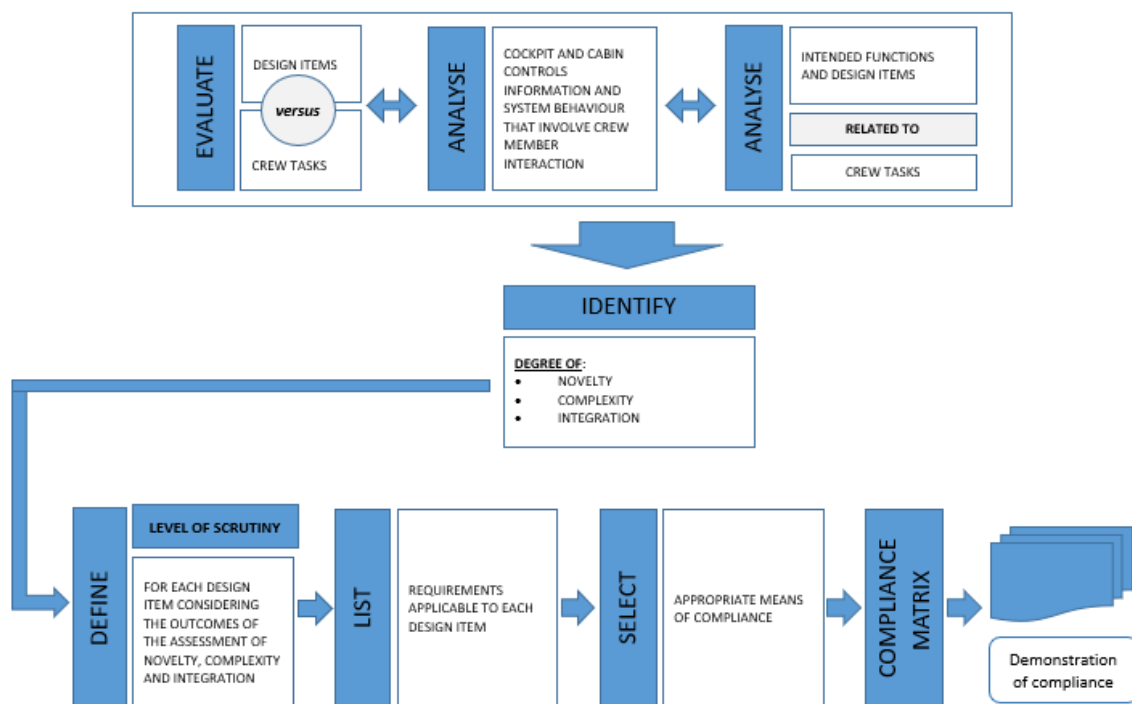 EVALUATE
DESIGN ITEMS
versus
CREW TASKS
ANALYSE
COCKPIT AND CABIN
CONTROLS
INFORMATION AND
SYSTEM BEHAVIOUR
THAT INVOLVE CREW
MEMBER
INTERACTION
ANALYSE
INTENDED FUNCTIONS
AND DESIGN ITEMS
RELATED TO
CREW TASKS
IDENTIFY
DEGREE OF:
• NOVELTY
• COMPLEXITY
• INTEGRATION
DEFINE
LEVEL OF SCRUTINY
FOR EACH DESIGN
ITEM CONSIDERING
THE OUTCOMES OF
THE ASSESSMENT OF
NOVELTY, COMPLEXITY
AND INTEGRATION
LIST
REQUIREMENTS
APPLICABLE TO EACH
DESIGN ITEM
SELECT
APPROPRIATE MEANS
OF COMPLIANCE
COMPLIANCE
MATRIX
Demonstration
of compliance